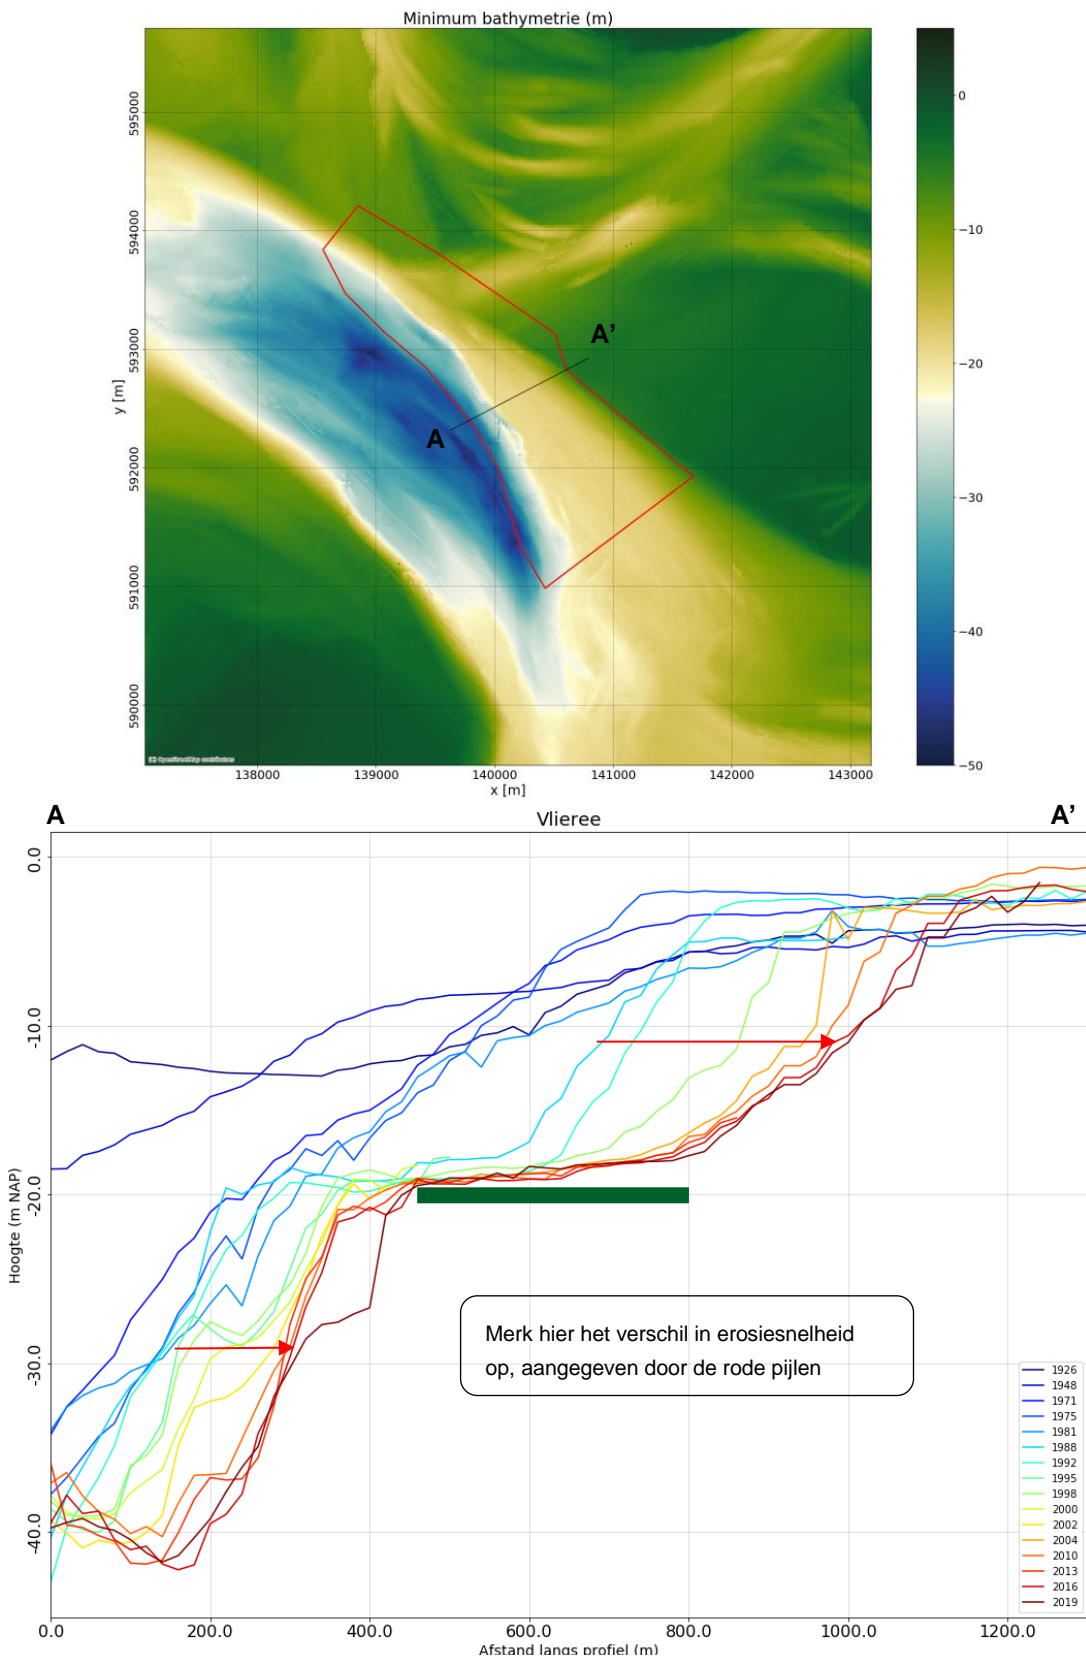 Minimum bathymetrie (m)
595000
594000
593000
592000
591000
590000
y [m]
A'
A
138000 139000 140000 141000 142000 143000
x [m]
0
−10
−20
−30
−40
−50
(C) OpenStreetMap contributors
A Vlieree A'
0.0
-10.0
-20.0
-30.0
-40.0
Hoogte (m NAP)
Merk hier het verschil in erosiesnelheid
op, aangegeven door de rode pijlen
1926
1948
1971
1975
1981
1988
1992
1995
1998
2000
2002
2004
2010
2013
2016
2019
0.0 200.0 400.0 600.0 800.0 1000.0 1200.0
Afstand langs profiel (m)